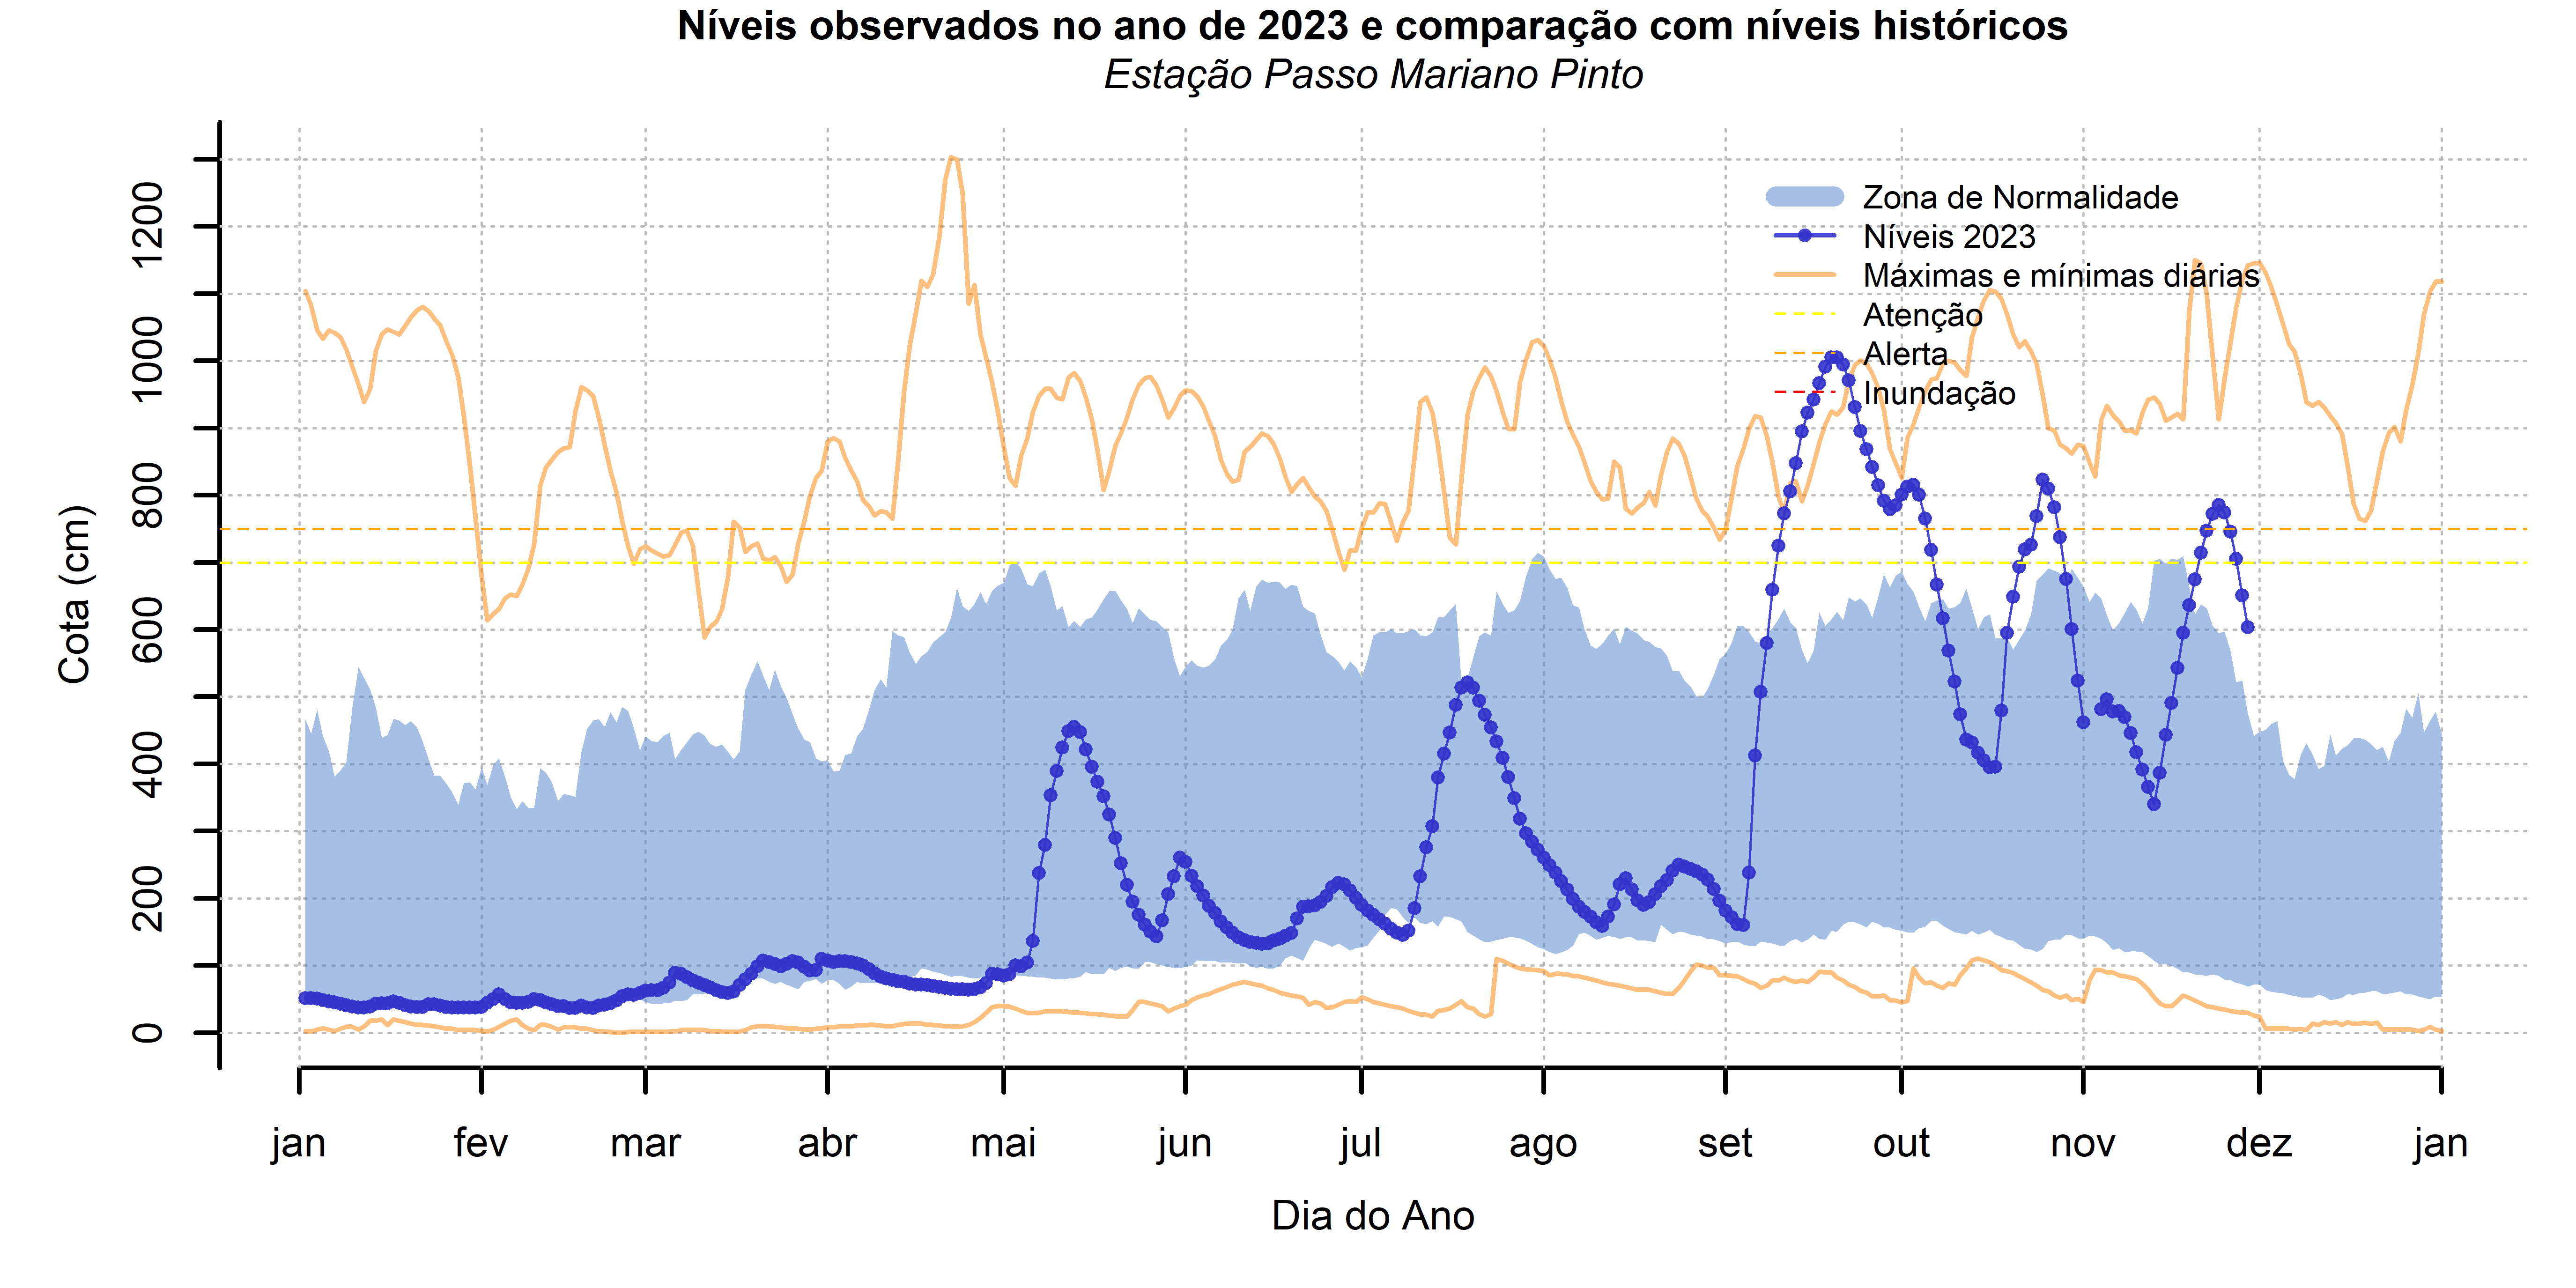 Níveis observados no ano de 2023 e comparação com níveis históricos
Estação Passo Mariano Pinto
Zona de Normalidade
Níveis 2023
Máximas e mínimas diárias
Atenção
Alerta
Inundação
Cota (cm)
1200
1000
800
600
400
200
0
jan fev mar abr mai jun jul ago set out nov dez jan
Dia do Ano